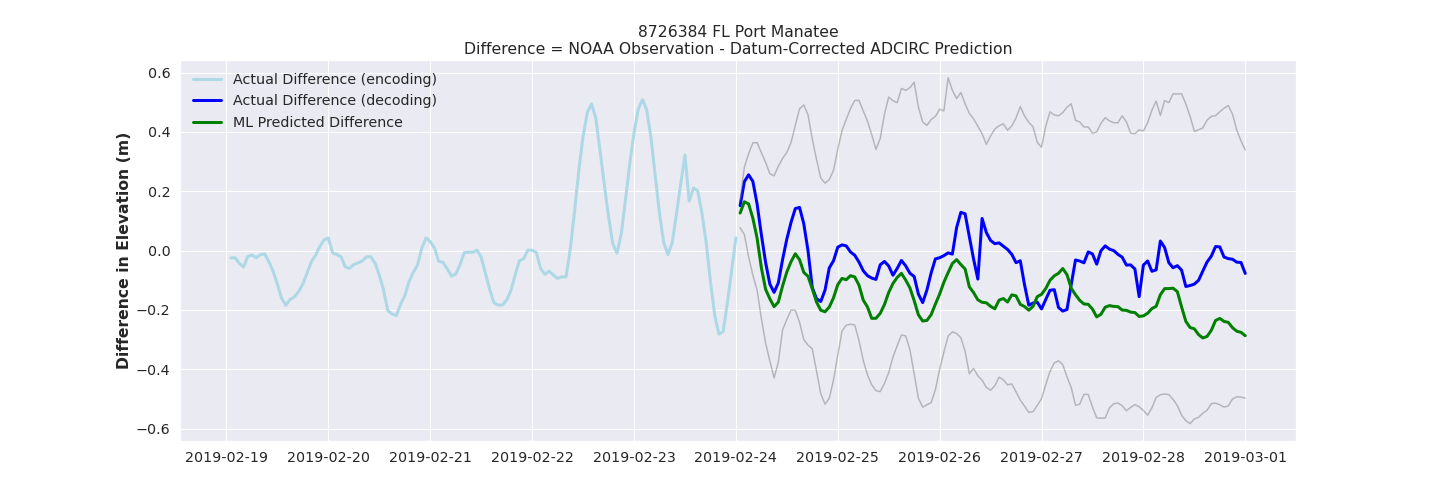 8726384 FL Port Manatee
Difference = NOAA Observation - Datum-Corrected ADCIRC Prediction
Actual Difference (encoding)
Actual Difference (decoding)
ML Predicted Difference
Difference in Elevation (m)
0.6
0.4
0.2
0.0
−0.2
−0.4
−0.6
2019-02-19 2019-02-20 2019-02-21 2019-02-22 2019-02-23 2019-02-24 2019-02-25 2019-02-26 2019-02-27 2019-02-28 2019-03-01